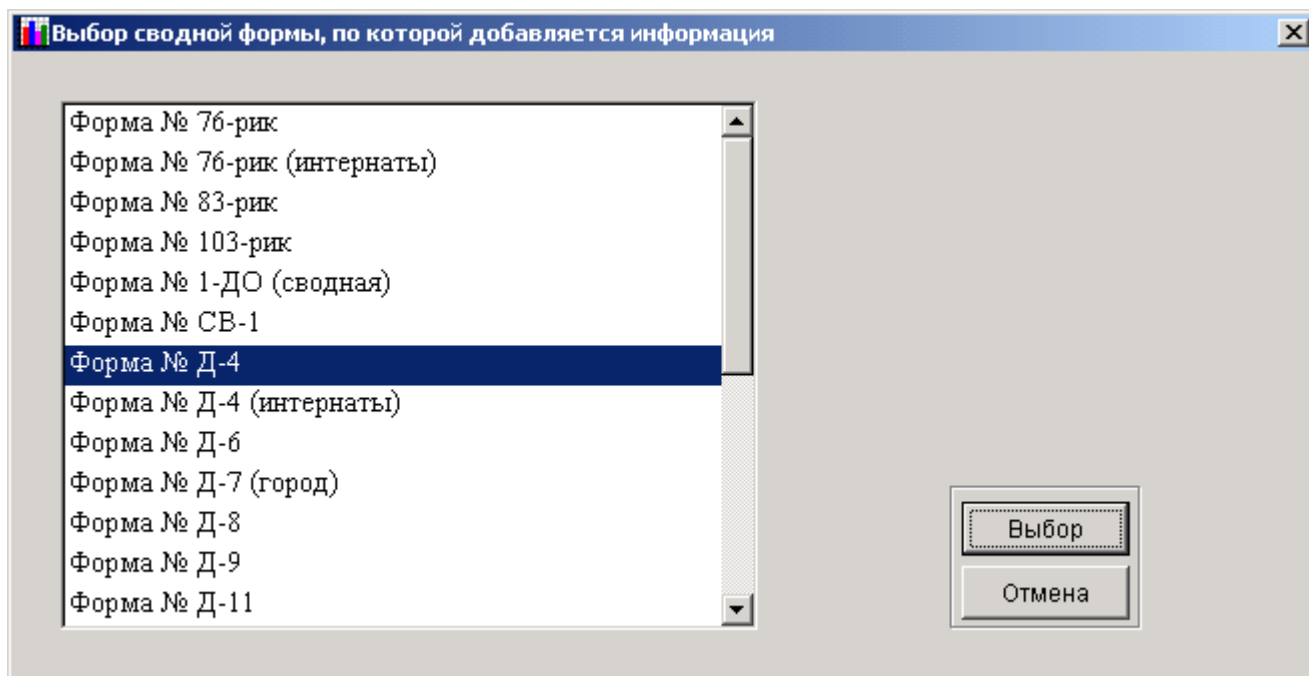 Выбор сводной формы, по которой добавляется информация
Форма № 76-рик
Форма № 76-рик (интернаты)
Форма № 83-рик
Форма № 103-рик
Форма № 1-ДО (сводная)
Форма № СВ-1
Форма № Д-4
Форма № Д-4 (интернаты)
Форма № Д-6
Форма № Д-7 (город)
Форма № Д-8
Форма № Д-9
Форма № Д-11
Выбор
Отмена